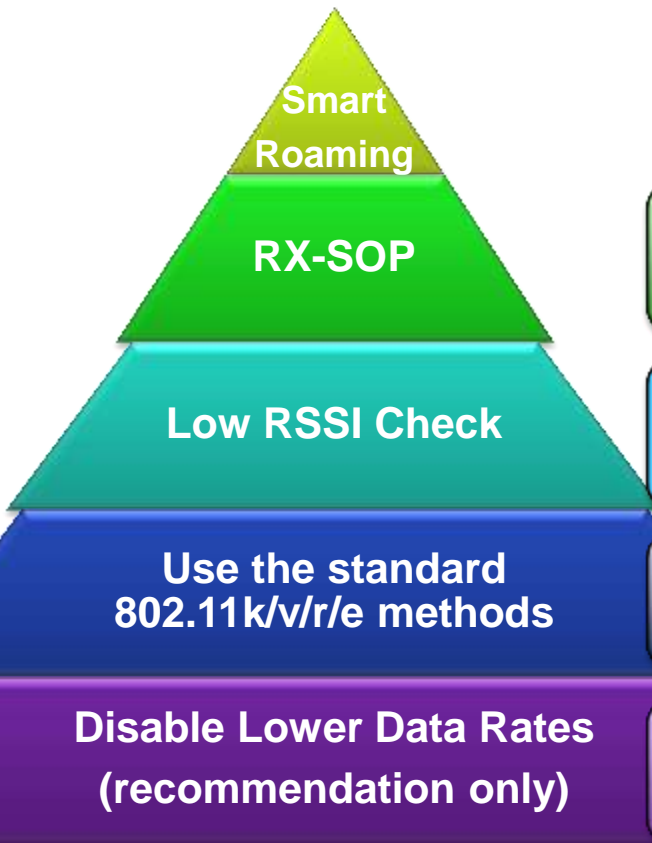 Smart
Roaming
RX-SOP
Low RSSI Check
Use the standard
802.11k/v/r/e methods
Disable Lower Data Rates
(recommendation only)